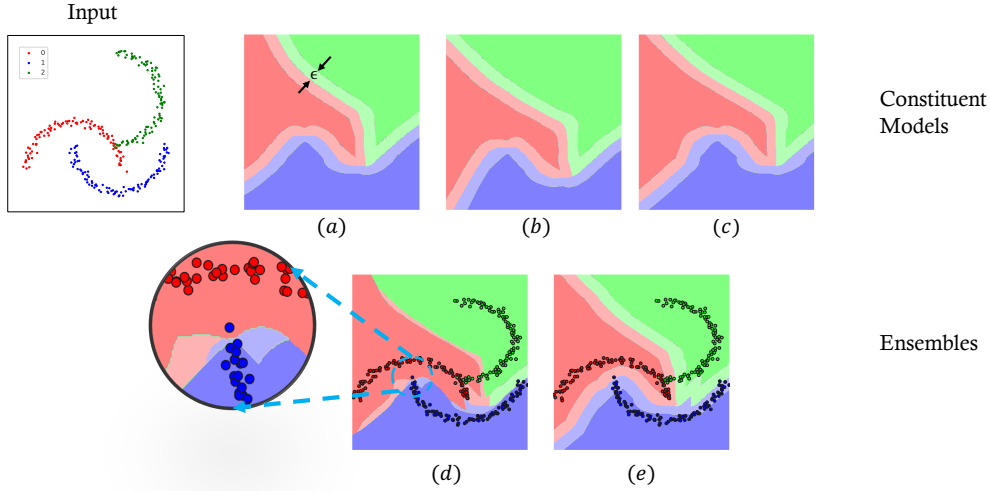 Input
0
1
2
ϵ
Constituent
Models
(a)
(b)
(c)
Ensembles
(d)
(e)